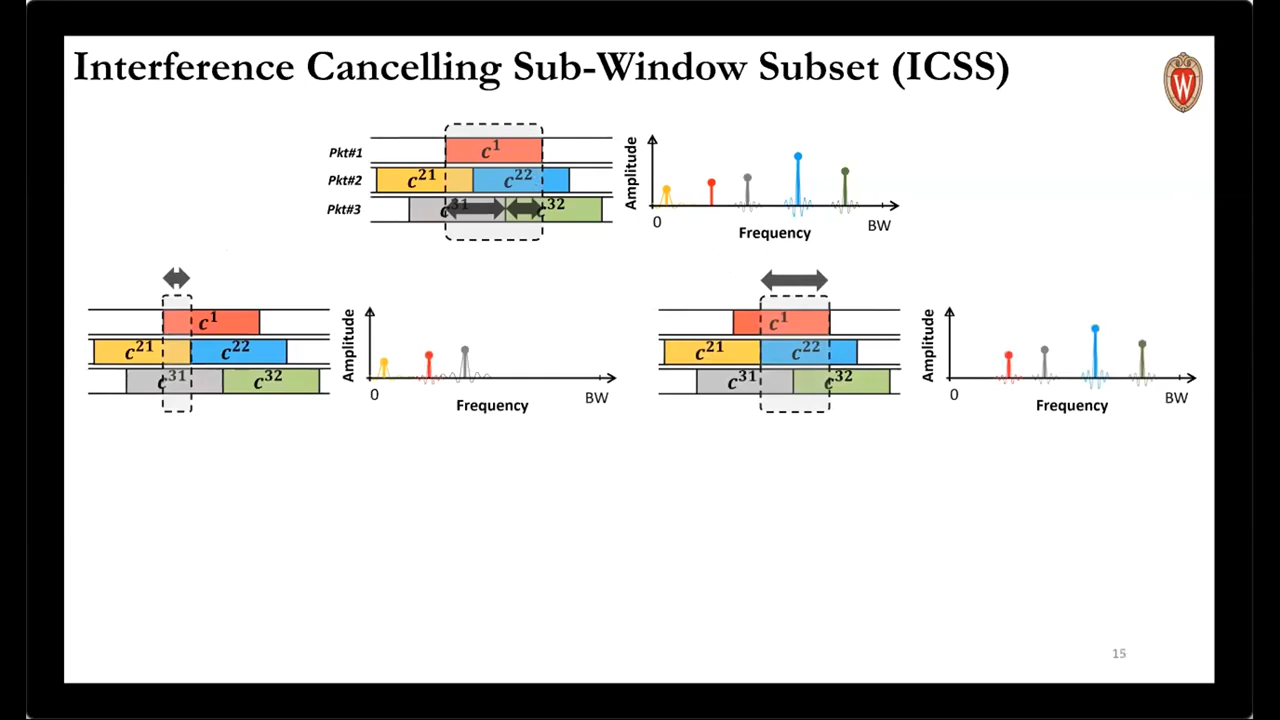 Interference Cancelling Sub-Window Subset (ICSS)
W
Pkt#1
c¹
Pkt#2
c²¹
c²²
Pkt#3
c³¹
c³²
Amplitude
0
BW
Frequency
c¹
c²¹
c²²
c³¹
c³²
Amplitude
0
BW
Frequency
c¹
c²¹
c²²
c³¹
c³²
Amplitude
0
BW
Frequency
15